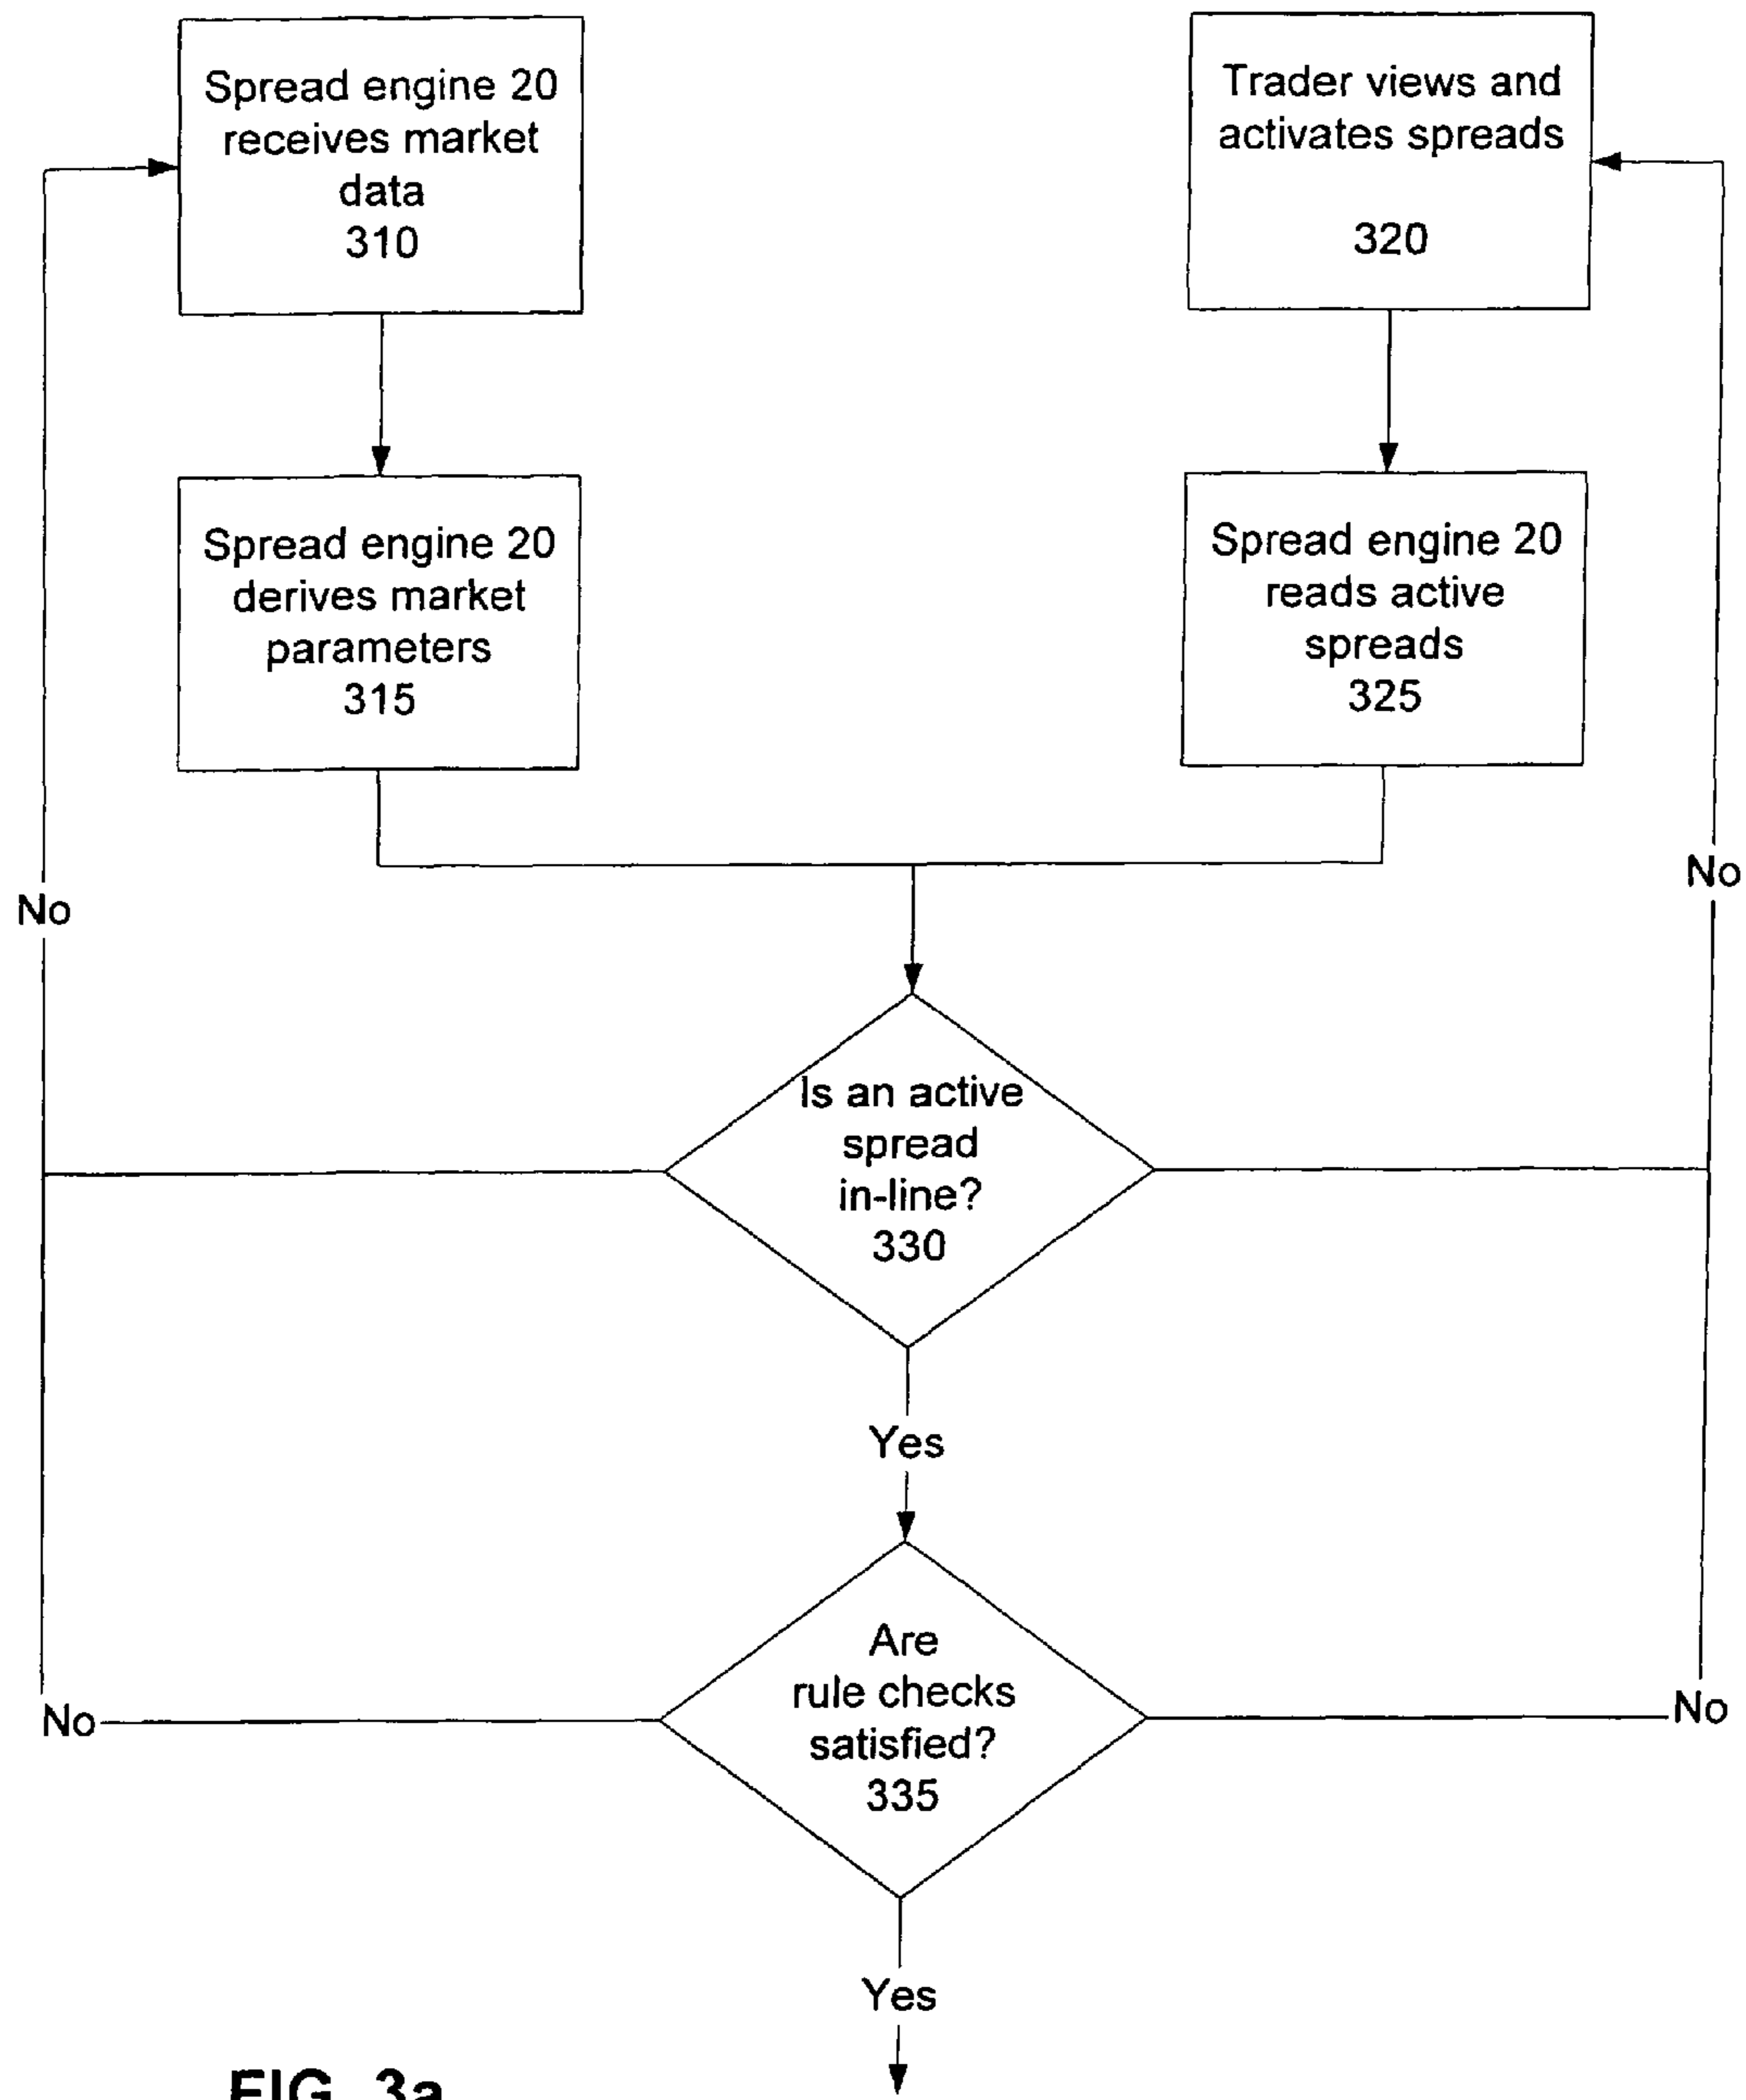 Spread engine 20
receives market
data
310
Trader views and
activates spreads
320
Spread engine 20
derives market
parameters
315
Spread engine 20
reads active
spreads
325
No
No
Is an active
spread
in-line?
330
Yes
Are
rule checks
satisfied?
335
No
No
Yes
FIG. 3a